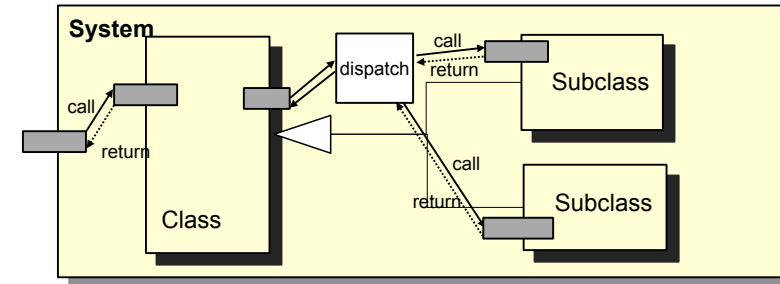 System
call
return
Class
dispatch
call
return
Subclass
call
return
Subclass